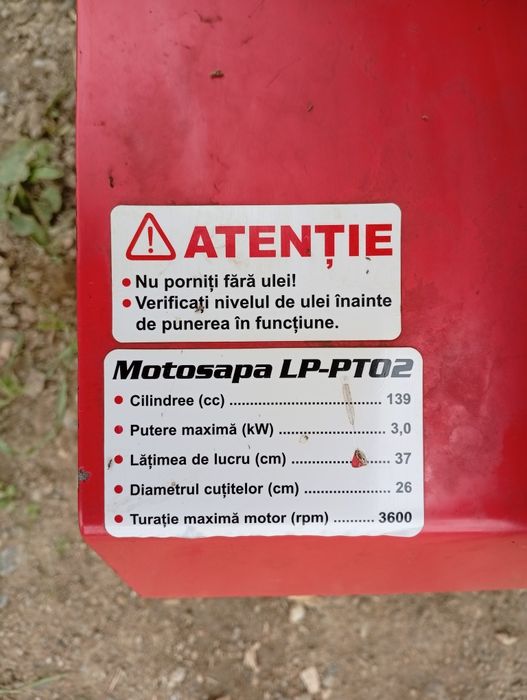 ATENȚIE
• Nu porniți fără ulei!
• Verificați nivelul de ulei înainte
de punerea în funcțiune.
Motosapa LP-PT02
• Cilindree (cc) ........................................ 139
• Putere maximă (kW) ............................ 3,0
• Lățimea de lucru (cm) ......................... 37
• Diametrul cuțitelor (cm) ...................... 26
• Turație maximă motor (rpm) .......... 3600